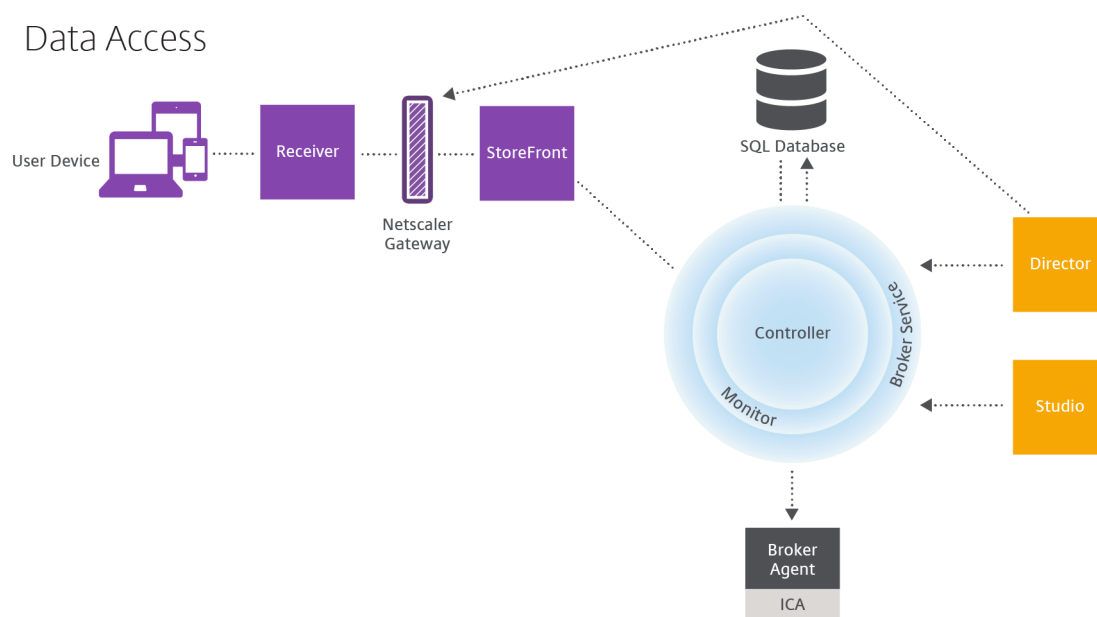 Data Access
User Device
Receiver
Netscaler
Gateway
StoreFront
SQL Database
Controller
Monitor
Broker Service
Director
Studio
Broker
Agent
ICA